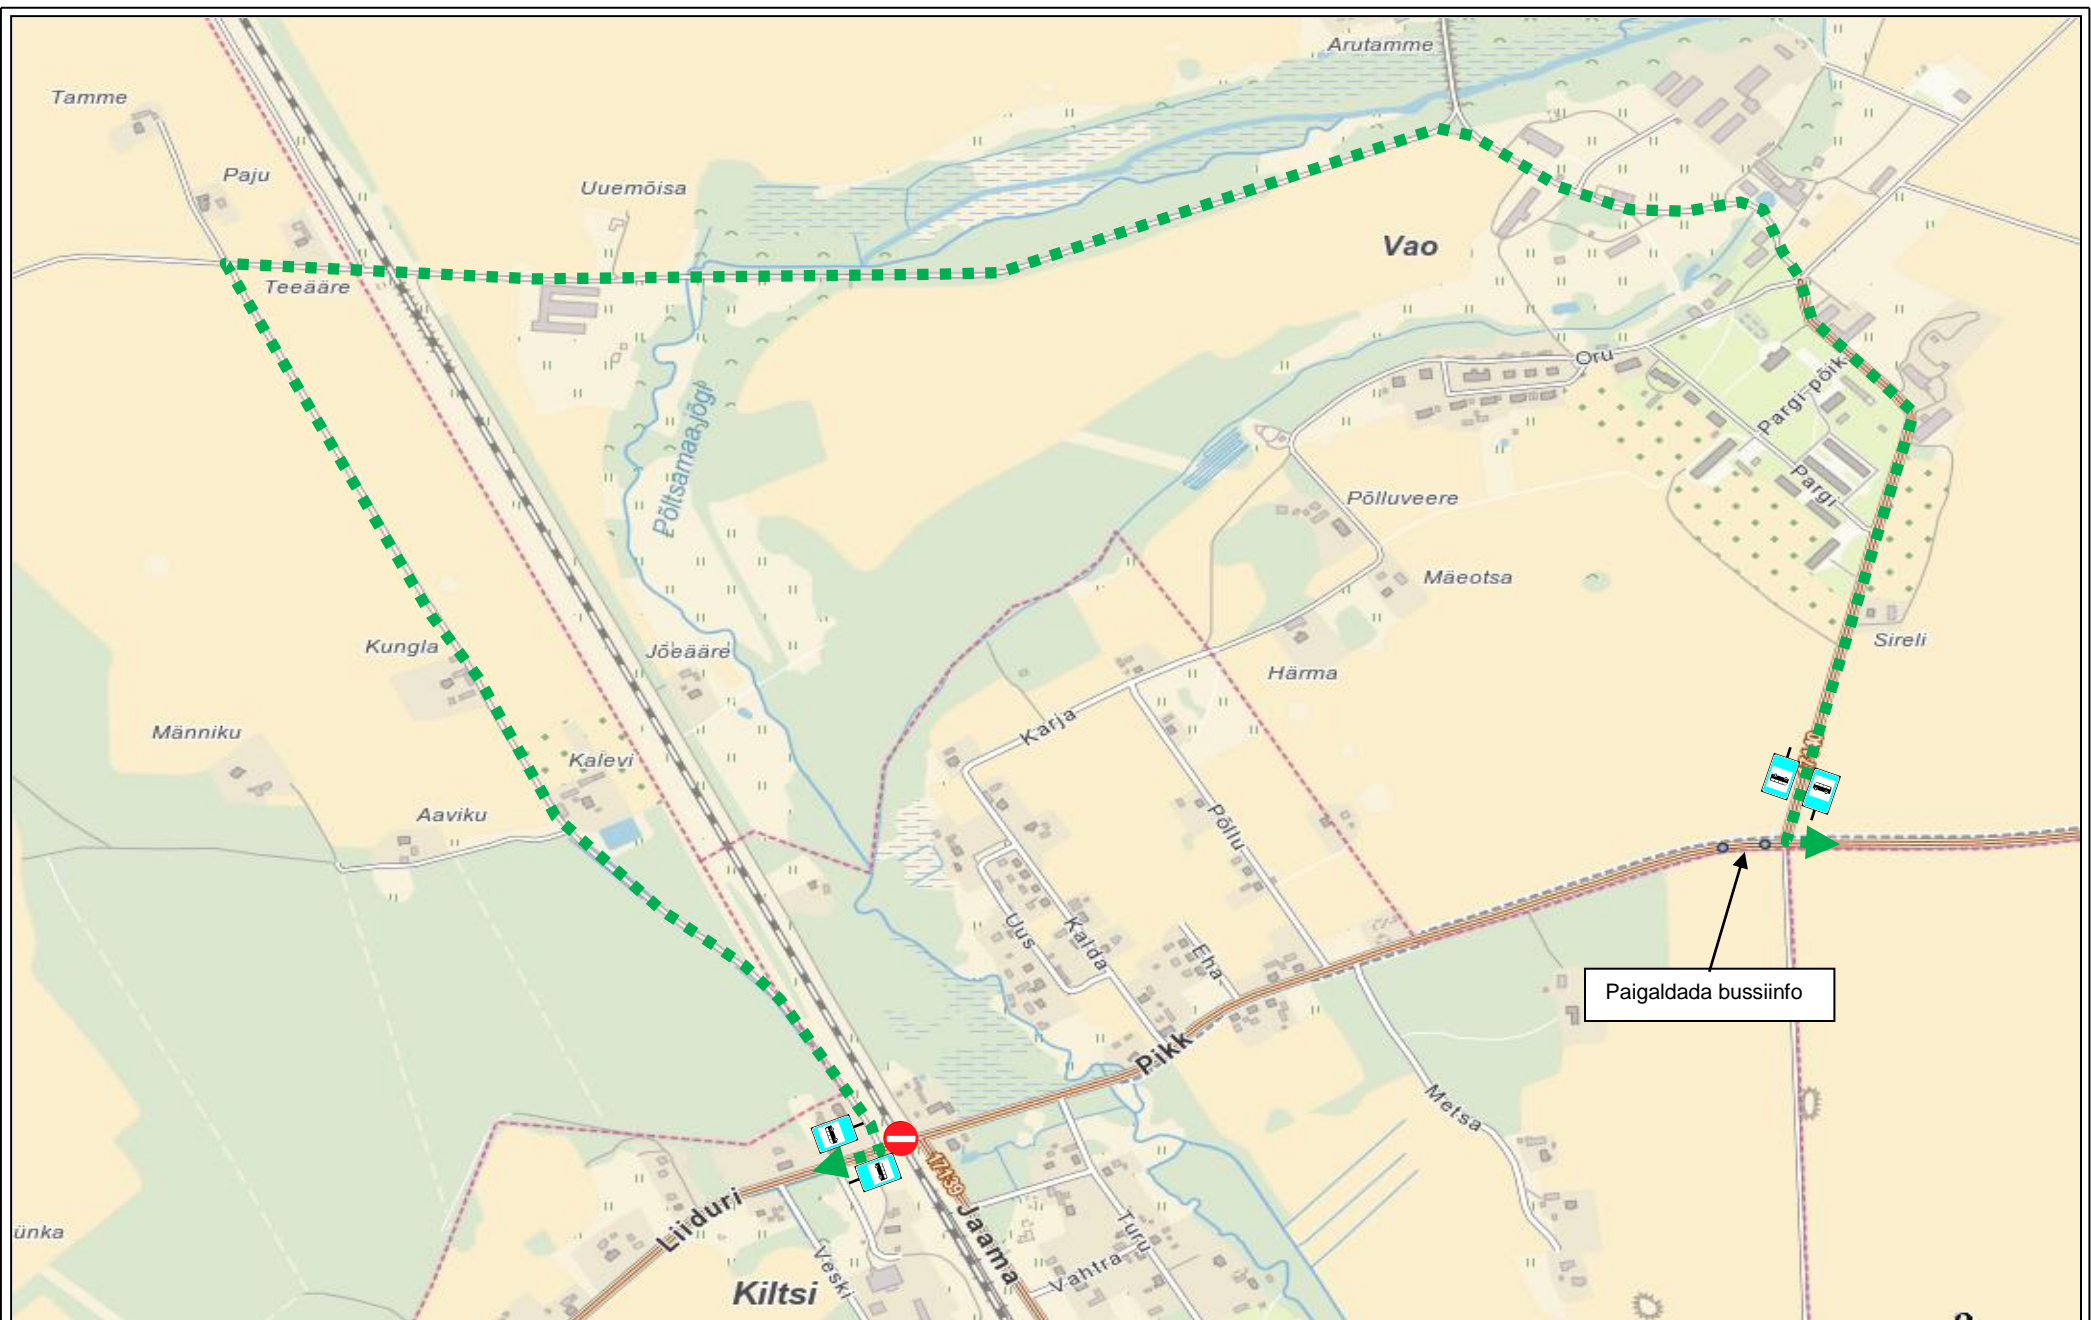 Arutamme
Tamme
Paju
Uuemõisa
Vao
Teeääre
Oru
Pargi põik
Põltsamaa jõgi
Pargi
Põlluveere
Mäeotsa
Kungla
Jõeääre
Sireli
Härma
Männiku
Karja
Kalevi
Aaviku
Põllu
Uus
Kalda
Eha
Paigaldada bussiinfo
Pikk
Metsa
17139
Liiduri
Jaama
Turu
ünka
Veski
Vahtra
Kiltsi